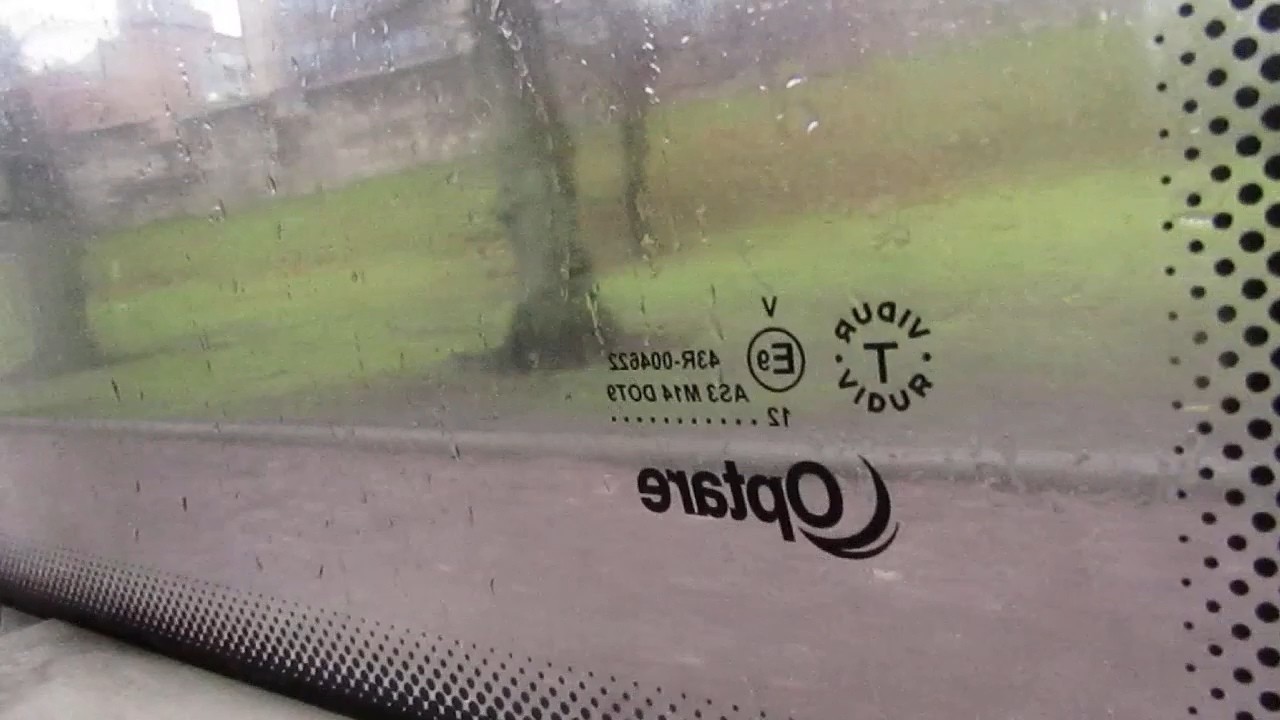 V
E9
43R-004622
AS3 M14 DOT9
12 ...........
VIDUR
T
VIDUR
Optare